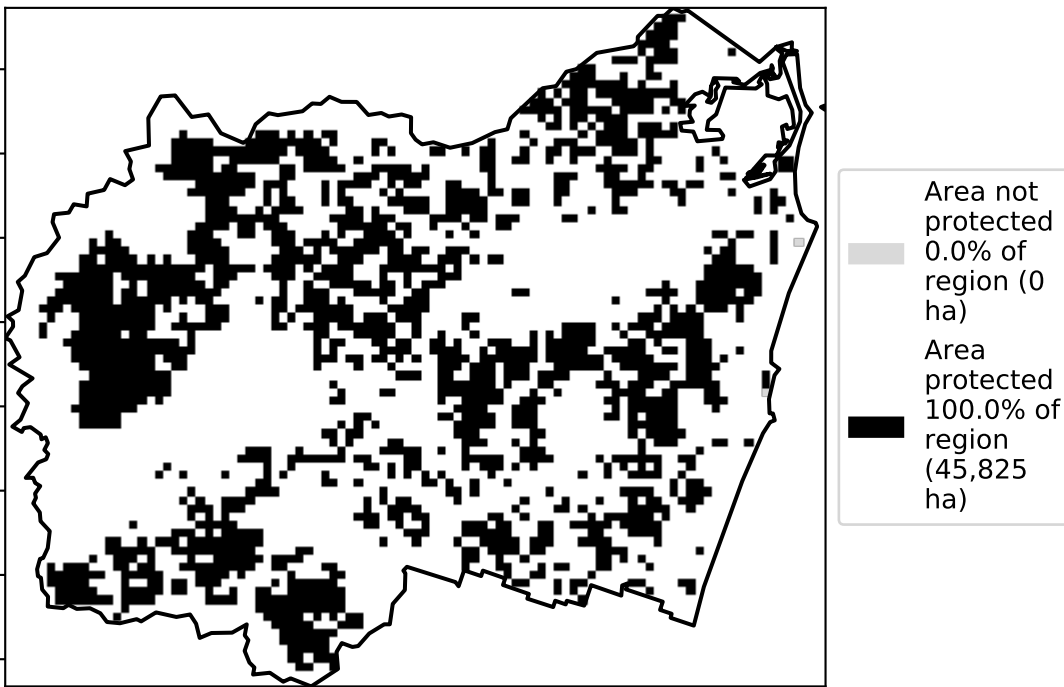 Area not
protected
0.0% of
region (0
ha)
Area
protected
100.0% of
region
(45,825
ha)